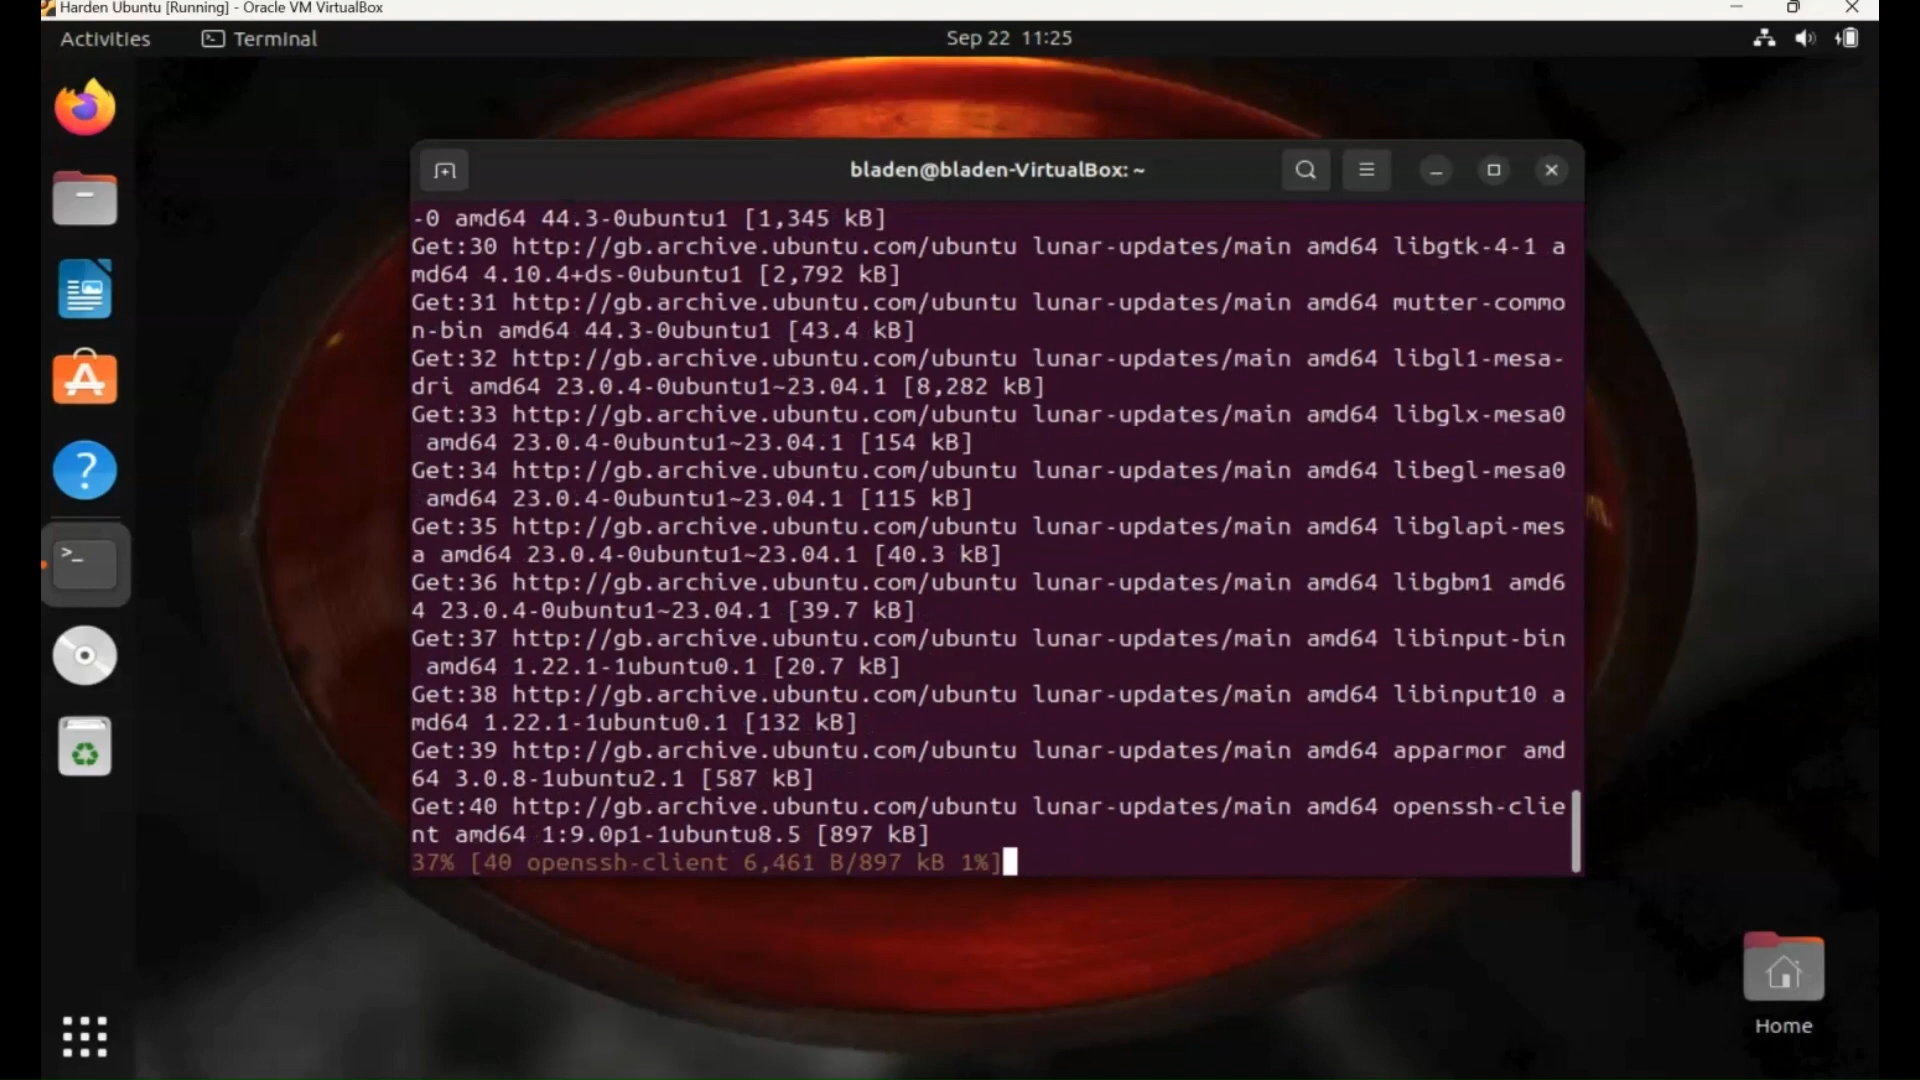 Harden Ubuntu [Running] - Oracle VM VirtualBox
Activities
Terminal
Sep 22 11:25
bladen@bladen-VirtualBox: ~
-0 amd64 44.3-0ubuntu1 [1,345 kB]
Get:30 http://gb.archive.ubuntu.com/ubuntu lunar-updates/main amd64 libgtk-4-1 a
md64 4.10.4+ds-0ubuntu1 [2,792 kB]
Get:31 http://gb.archive.ubuntu.com/ubuntu lunar-updates/main amd64 mutter-commo
n-bin amd64 44.3-0ubuntu1 [43.4 kB]
Get:32 http://gb.archive.ubuntu.com/ubuntu lunar-updates/main amd64 libgl1-mesa-
dri amd64 23.0.4-0ubuntu1~23.04.1 [8,282 kB]
Get:33 http://gb.archive.ubuntu.com/ubuntu lunar-updates/main amd64 libglx-mesa0
 amd64 23.0.4-0ubuntu1~23.04.1 [154 kB]
Get:34 http://gb.archive.ubuntu.com/ubuntu lunar-updates/main amd64 libegl-mesa0
 amd64 23.0.4-0ubuntu1~23.04.1 [115 kB]
Get:35 http://gb.archive.ubuntu.com/ubuntu lunar-updates/main amd64 libglapi-mes
a amd64 23.0.4-0ubuntu1~23.04.1 [40.3 kB]
Get:36 http://gb.archive.ubuntu.com/ubuntu lunar-updates/main amd64 libgbm1 amd6
4 23.0.4-0ubuntu1~23.04.1 [39.7 kB]
Get:37 http://gb.archive.ubuntu.com/ubuntu lunar-updates/main amd64 libinput-bin
 amd64 1.22.1-1ubuntu0.1 [20.7 kB]
Get:38 http://gb.archive.ubuntu.com/ubuntu lunar-updates/main amd64 libinput10 a
md64 1.22.1-1ubuntu0.1 [132 kB]
Get:39 http://gb.archive.ubuntu.com/ubuntu lunar-updates/main amd64 apparmor amd
64 3.0.8-1ubuntu2.1 [587 kB]
Get:40 http://gb.archive.ubuntu.com/ubuntu lunar-updates/main amd64 openssh-clie
nt amd64 1:9.0p1-1ubuntu8.5 [897 kB]
37% [40 openssh-client 6,461 B/897 kB 1%]
Home